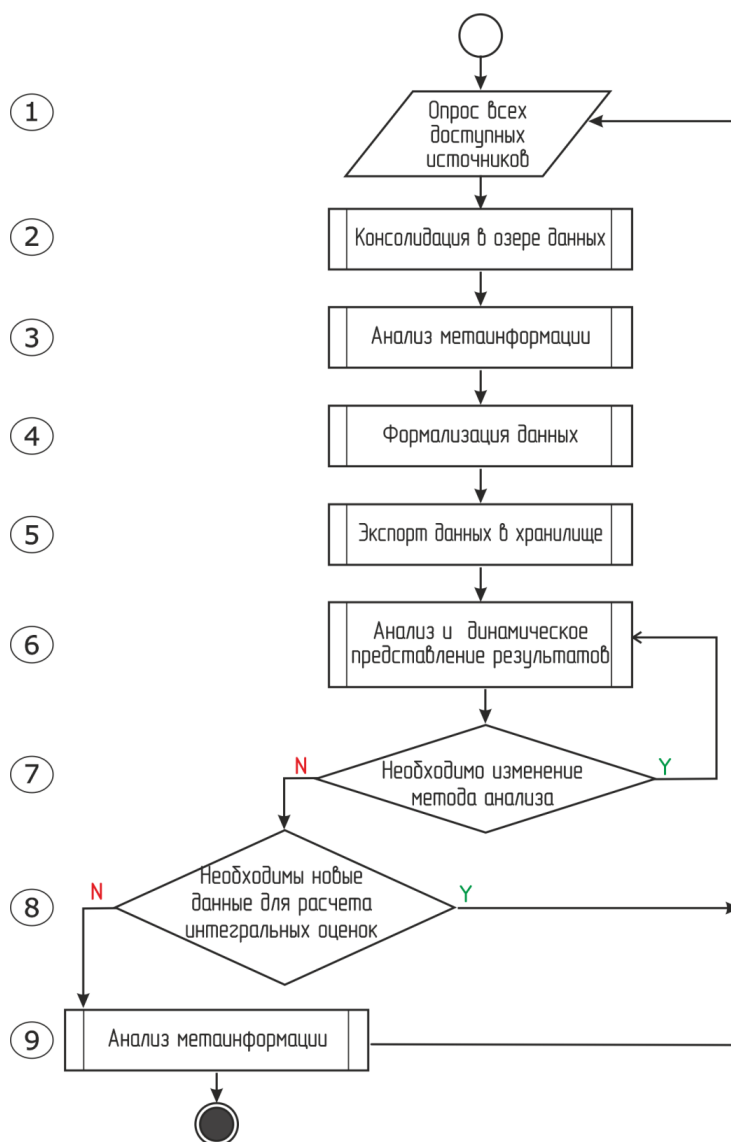 1
Опрос всех
доступных
источников
2
Консолидация в озере данных
3
Анализ метаинформации
4
Формализация данных
5
Экспорт данных в хранилище
6
Анализ и динамическое
представление результатов
7
N
Необходимо изменение
метода анализа
Y
8
N
Необходимы новые
данные для расчета
интегральных оценок
Y
9
Анализ метаинформации